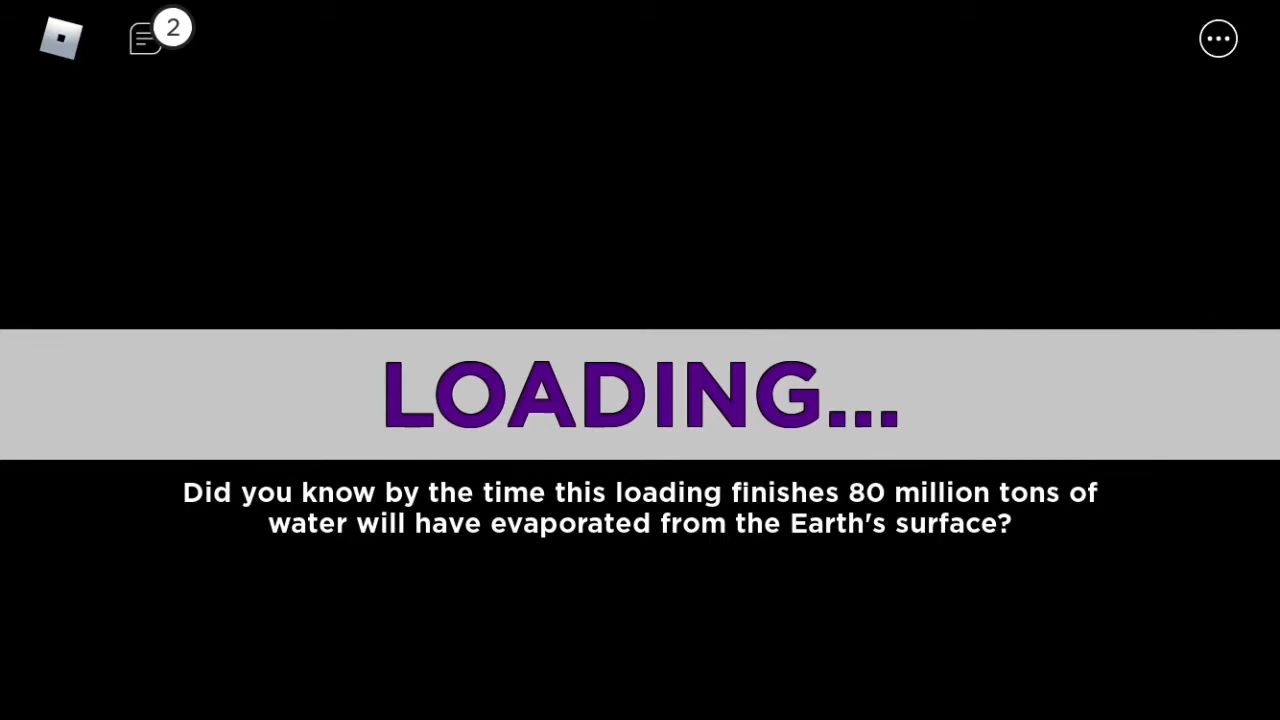 2
LOADING...
Did you know by the time this loading finishes 80 million tons of
water will have evaporated from the Earth's surface?